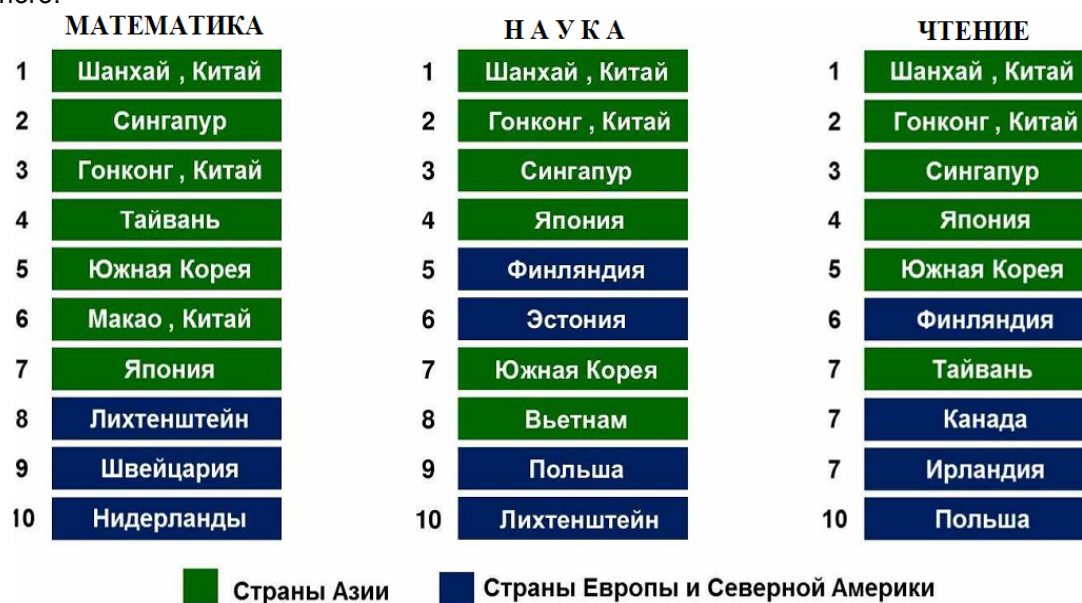 МАТЕМАТИКА
1 Шанхай , Китай
2 Сингапур
3 Гонконг , Китай
4 Тайвань
5 Южная Корея
6 Макао , Китай
7 Япония
8 Лихтенштейн
9 Швейцария
10 Нидерланды
Н А У К А
1 Шанхай , Китай
2 Гонконг , Китай
3 Сингапур
4 Япония
5 Финляндия
6 Эстония
7 Южная Корея
8 Вьетнам
9 Польша
10 Лихтенштейн
ЧТЕНИЕ
1 Шанхай , Китай
2 Гонконг , Китай
3 Сингапур
4 Япония
5 Южная Корея
6 Финляндия
7 Тайвань
7 Канада
7 Ирландия
10 Польша
Страны Азии
Страны Европы и Северной Америки